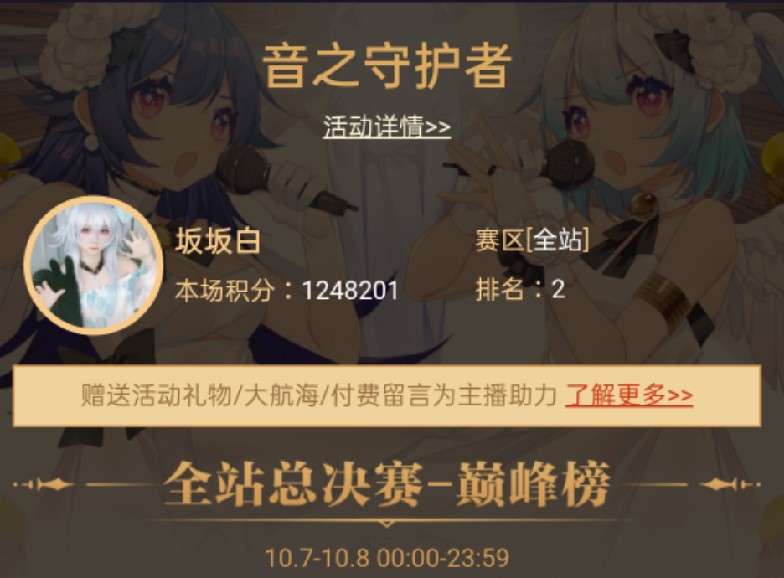 音之守护者
活动详情>>
坂坂白
赛区[全站]
本场积分：1248201
排名：2
赠送活动礼物/大航海/付费留言为主播助力 了解更多>>
全站总决赛-巅峰榜
10.7-10.8 00:00-23:59